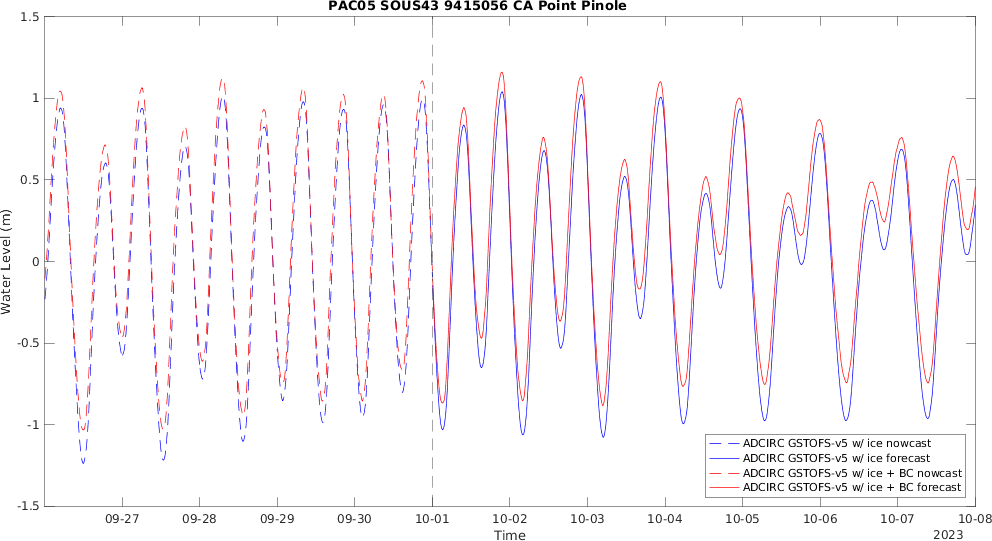 PAC05 SOUS43 9415056 CA Point Pinole
1.5
1
0.5
0
-0.5
-1
-1.5
Water Level (m)
ADCIRC GSTOFS-v5 w/ ice nowcast
ADCIRC GSTOFS-v5 w/ ice forecast
ADCIRC GSTOFS-v5 w/ ice + BC nowcast
ADCIRC GSTOFS-v5 w/ ice + BC forecast
09-27 09-28 09-29 09-30 10-01 10-02 10-03 10-04 10-05 10-06 10-07 10-08
Time
2023